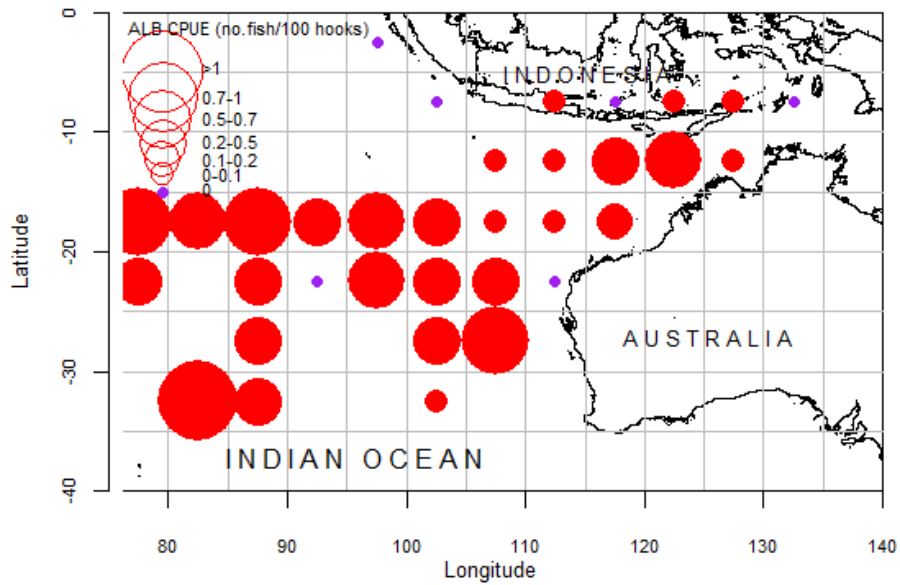 ALB CPUE (no.fish/100 hooks)
>1
0.7-1
0.5-0.7
0.2-0.5
0.1-0.2
0-0.1
0
INDONESIA
AUSTRALIA
INDIAN OCEAN
0
-10
-20
-30
-40
Latitude
80 90 100 110 120 130 140
Longitude